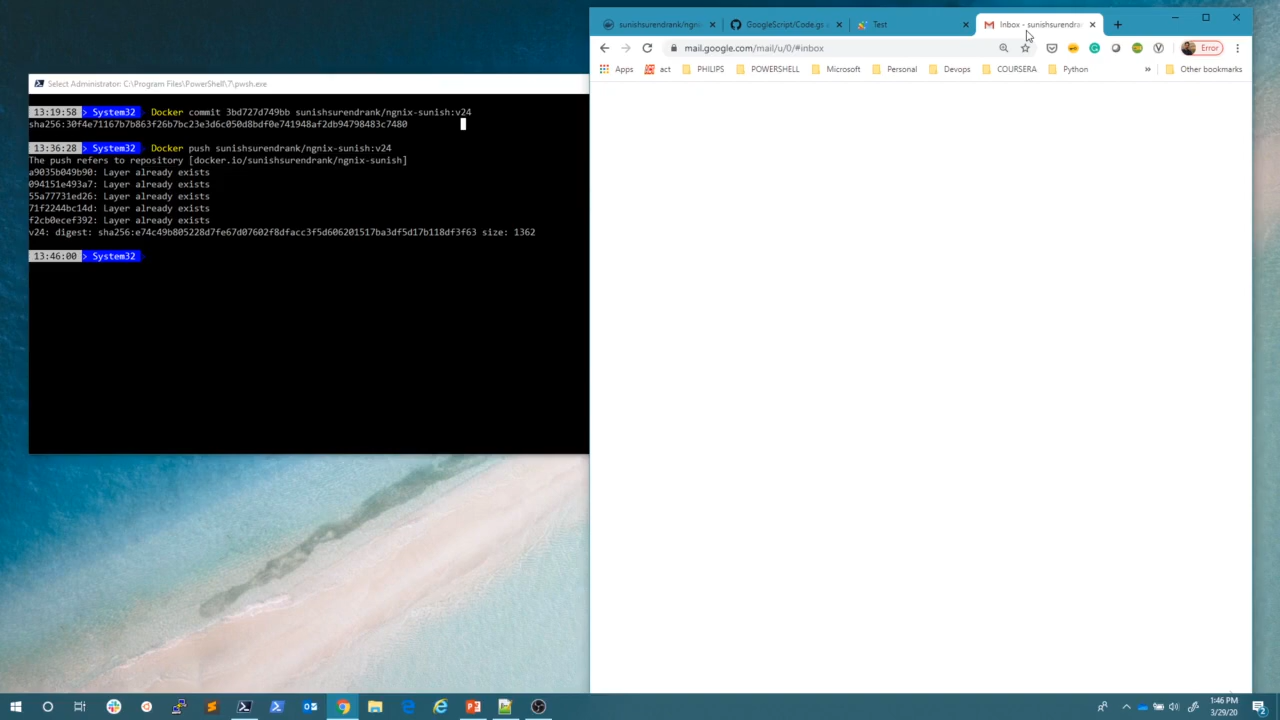 Select Administrator: C:\Program Files\PowerShell\7\pwsh.exe
13:19:58 > System32 Docker commit 3bd727d749bb sunishsurendrank/ngnix-sunish:v24
sha256:30f4e71167b7b863f26b7bc23e3d6c050d8bdf0e741948af2db94798483c7480
13:36:28 > System32 Docker push sunishsurendrank/ngnix-sunish:v24
The push refers to repository [docker.io/sunishsurendrank/ngnix-sunish]
a9035b049b90: Layer already exists
094151e493a7: Layer already exists
55a77731ed26: Layer already exists
71f2244bc14d: Layer already exists
f2cb0ecef392: Layer already exists
v24: digest: sha256:e74c49b805228d7fe67d07602f8dfacc3f5d606201517ba3df5d17b118df3f63 size: 1362
13:46:00 > System32
sunishsurendrank/ngn GoogleScript/Code.gs Test Inbox - sunishsurendra
mail.google.com/mail/u/0/#inbox Error
Apps act PHILIPS POWERSHELL Microsoft Personal Devops COURSERA Python » Other bookmarks
1:46 PM
3/29/20
2